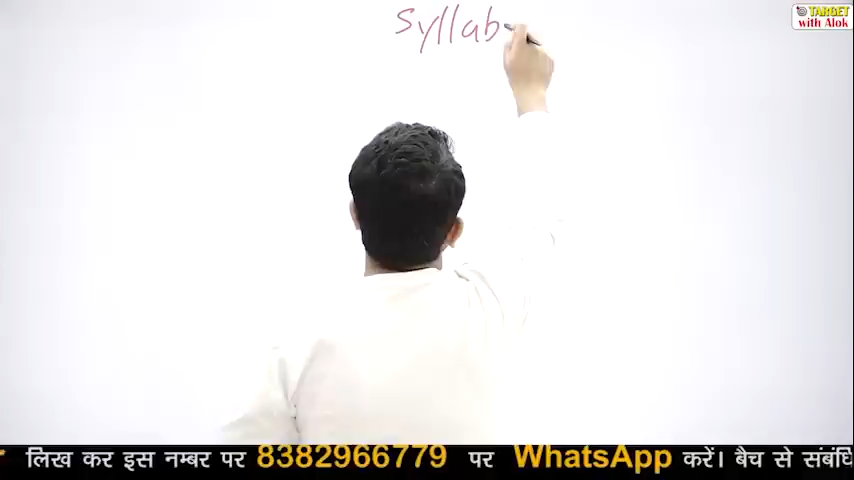 Syllab
TARGET
with Alok
लिख कर इस नम्बर पर 8382966779 पर WhatsApp करें। बैच से संबंधि